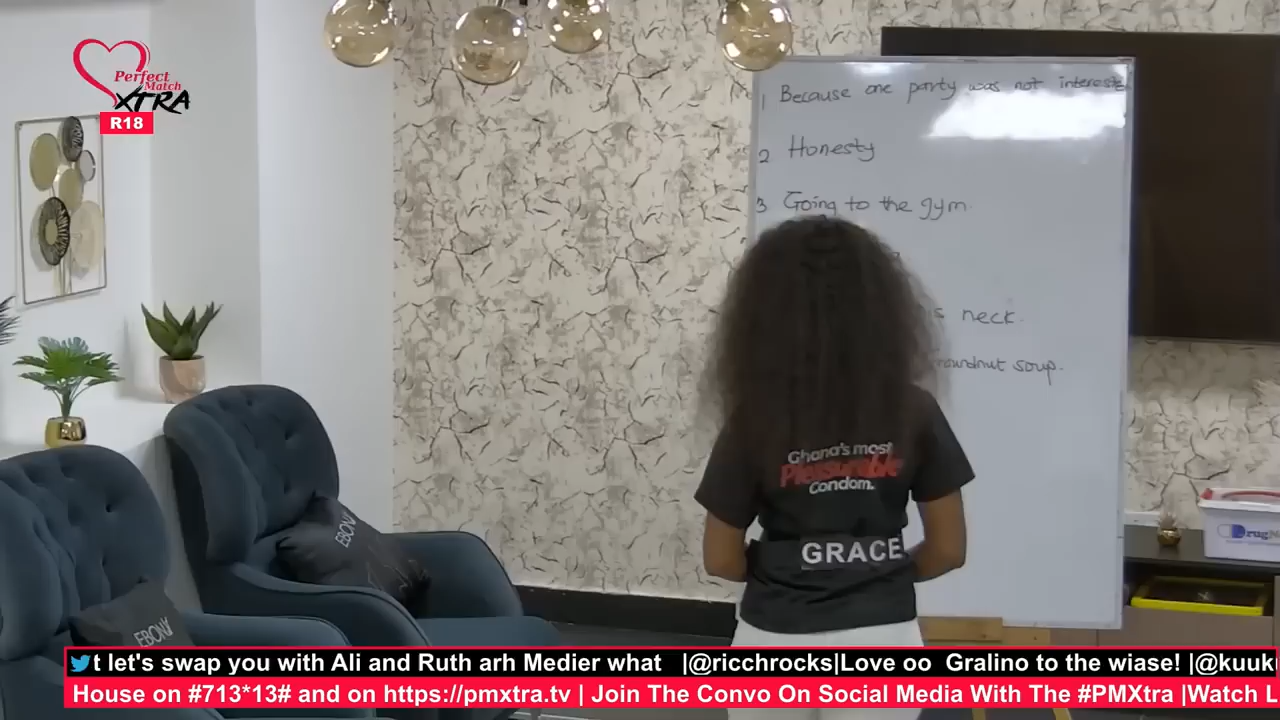 Perfect
Match
XTRA
R18
1 Because one party was not intereste
2 Honesty
3 Going to the gym.
is neck.
roundnut soup.
Ghana's most
Pleasurable
Condom.
GRACE
EBONY
EBONY
DrugN
t let's swap you with Ali and Ruth arh Medier what |@ricchrocks|Love oo Gralino to the wiase! |@kuuk
House on #713*13# and on https://pmxtra.tv | Join The Convo On Social Media With The #PMXtra |Watch L